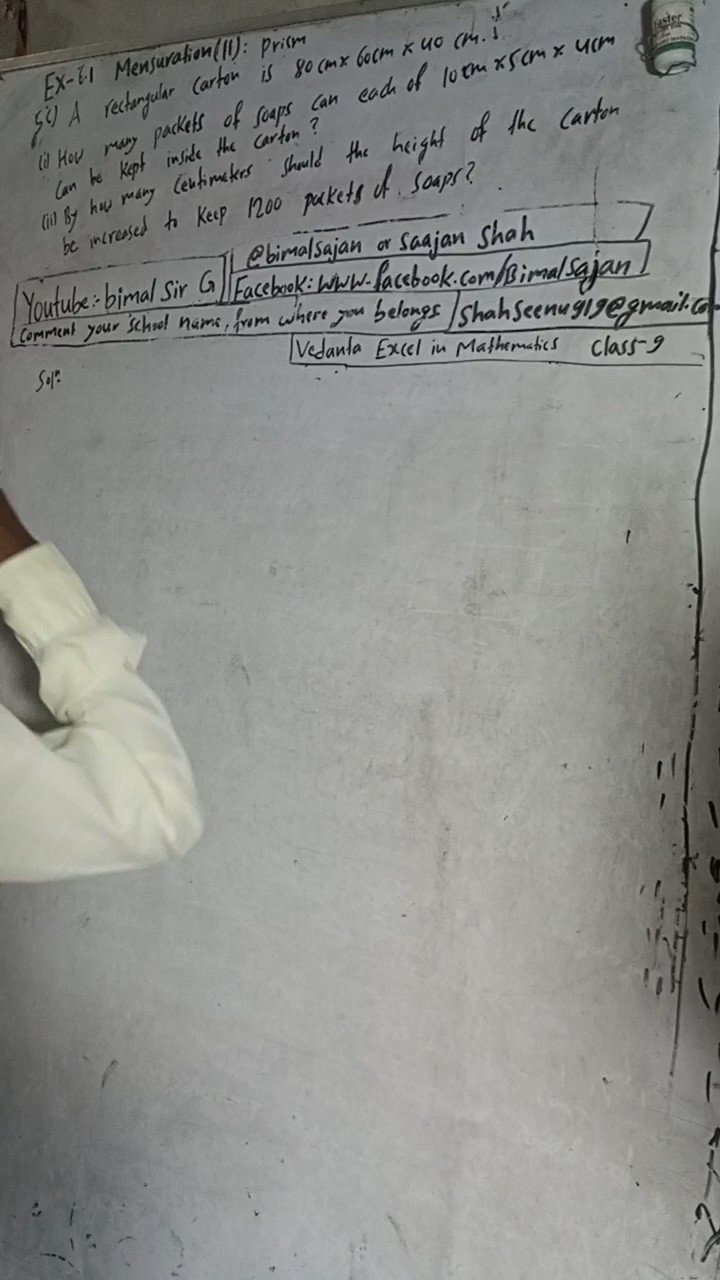 Ex-5.1 Mensuration(II): Prism
5.c) A rectangular carton is 80 cm x 60cm x 40 cm.
(i) How many packets of soaps can each of 10cm x 5cm x 4cm
can be kept inside the carton?
(ii) By how many centimeters should the height of the carton
be increased to keep 1200 packets of soaps?
@bimalsajan or saajan shah
Youtube:- bimal Sir G
Facebook: www.facebook.com/Bimalsajan
Comment your school name, from where you belongs
shahseenu919@gmail.co
Vedanta Excel in Mathematics Class-9
Solⁿ: